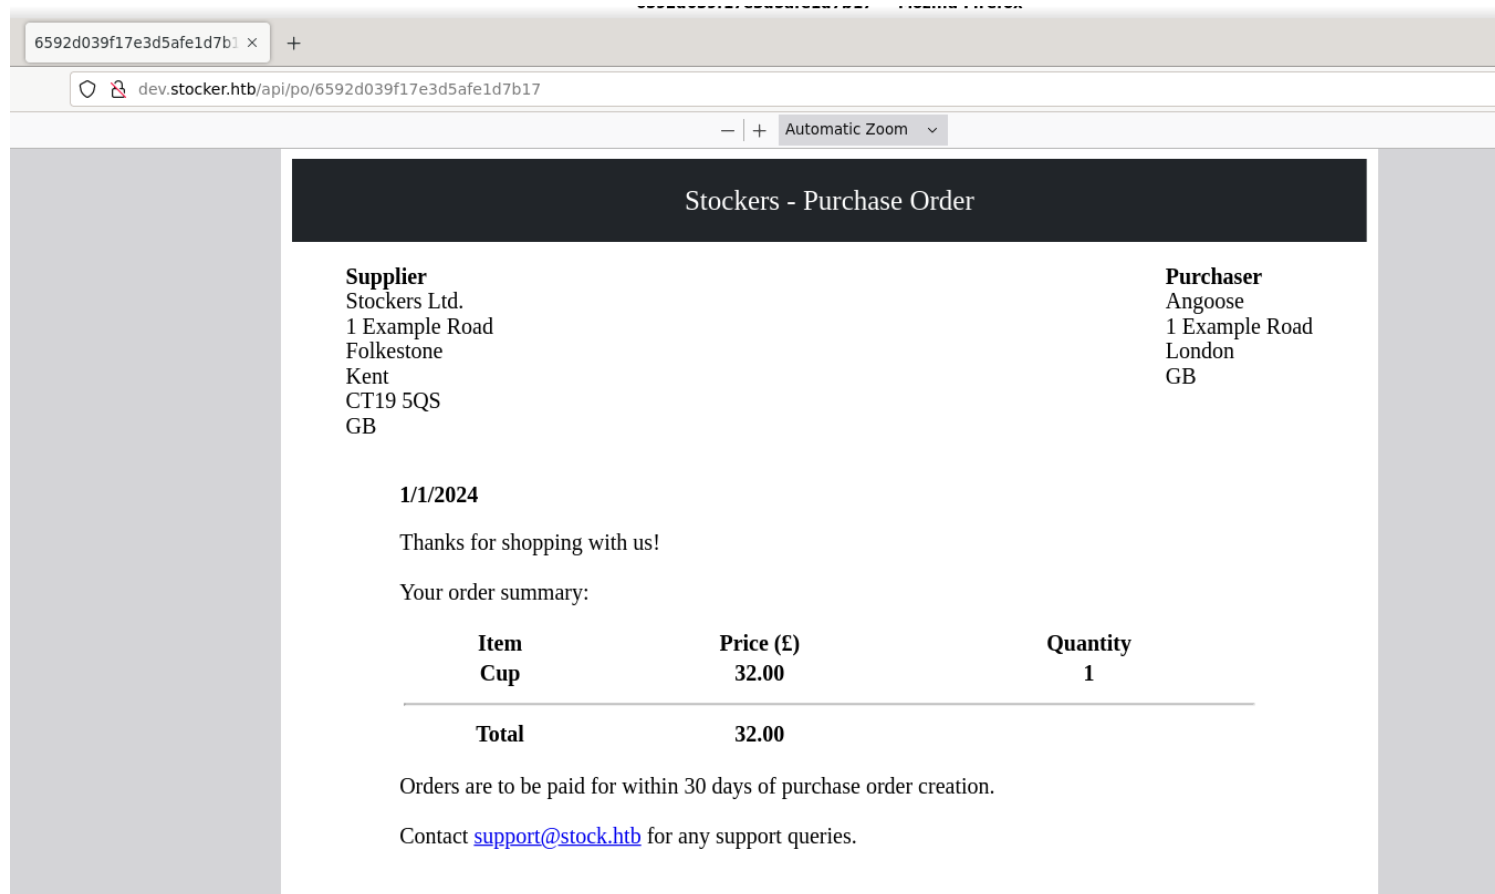 6592d039f17e3d5afe1d7b
dev.stocker.htb/api/po/6592d039f17e3d5afe1d7b17
Automatic Zoom
Stockers - Purchase Order
Supplier
Stockers Ltd.
1 Example Road
Folkestone
Kent
CT19 5QS
GB
Purchaser
Angoose
1 Example Road
London
GB
1/1/2024
Thanks for shopping with us!
Your order summary:
Item Price (£) Quantity
Cup 32.00 1
Total 32.00
Orders are to be paid for within 30 days of purchase order creation.
Contact support@stock.htb for any support queries.